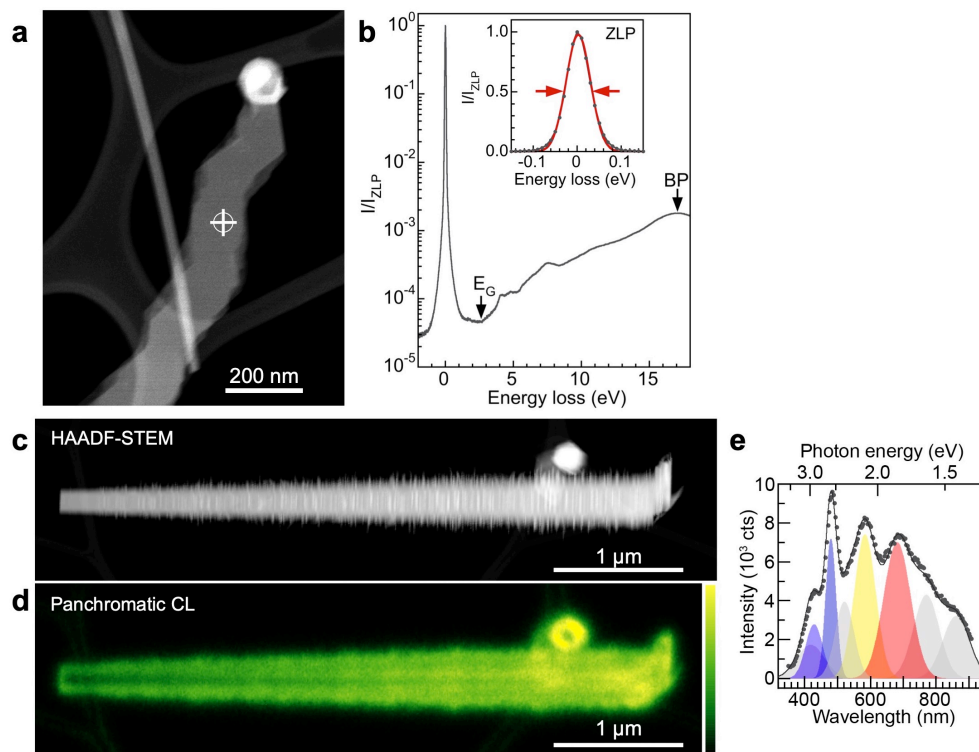 a
200 nm
b
I/I_ZLP
10^0
10^-1
10^-2
10^-3
10^-4
10^-5
0 5 10 15
Energy loss (eV)
E_G
BP
ZLP
I/I_ZLP
1.0
0.5
0.0
-0.1 0 0.1
Energy loss (eV)
c
HAADF-STEM
1 µm
d
Panchromatic CL
1 µm
e
Photon energy (eV)
3.0 2.0 1.5
Intensity (10^3 cts)
10
8
6
4
2
0
400 600 800
Wavelength (nm)